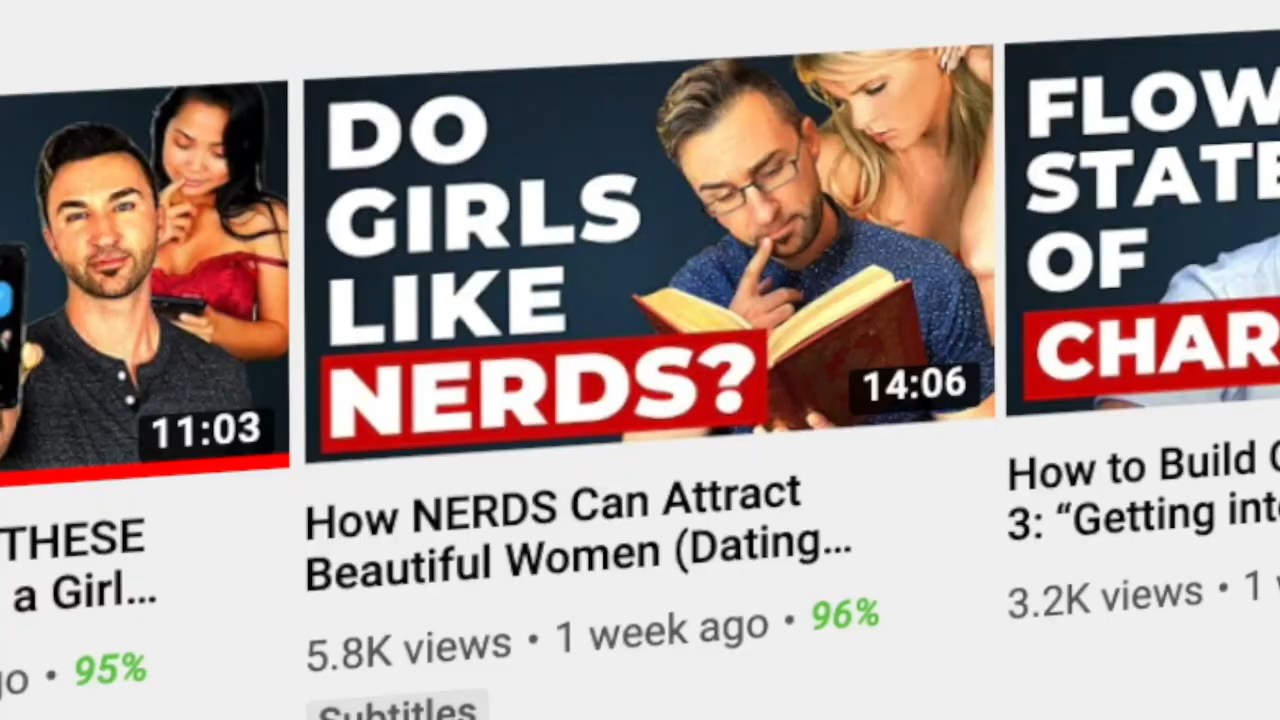 11:03
THESE
a Girl...
go • 95%
DO
GIRLS
LIKE
NERDS?
14:06
How NERDS Can Attract
Beautiful Women (Dating...
5.8K views • 1 week ago • 96%
Subtitles
FLOW
STATE
OF
CHAR
How to Build
3: “Getting into
3.2K views • 1